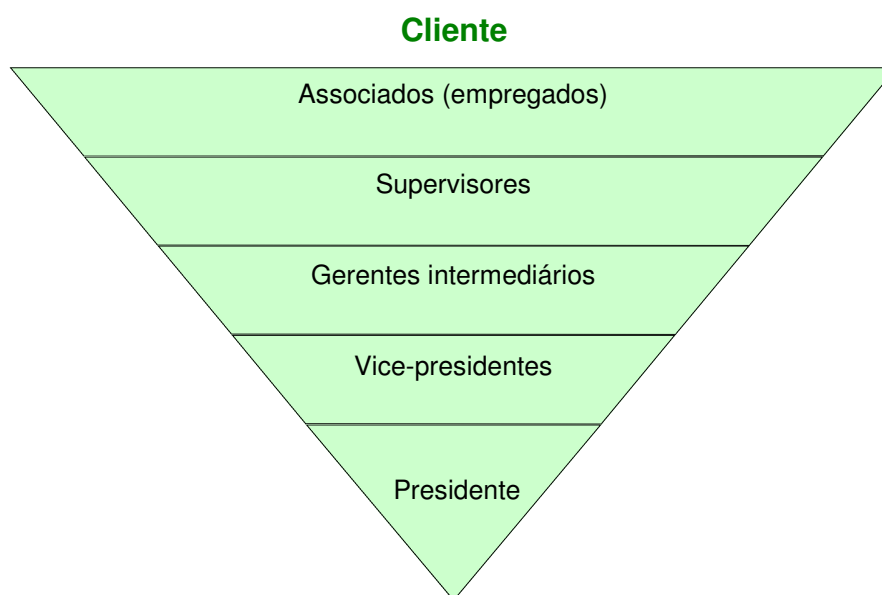 Cliente
Associados (empregados)
Supervisores
Gerentes intermediários
Vice-presidentes
Presidente